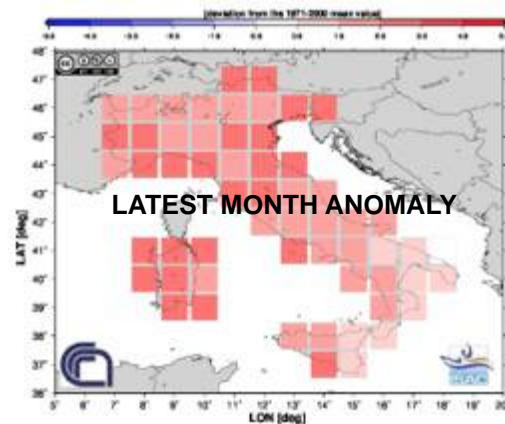 [deviation from the 1971-2000 mean value]
48°
47°
46°
45°
44°
43°
LATEST MONTH ANOMALY
42°
41°
40°
39°
38°
37°
36°
LAT [deg]
5° 6° 7° 8° 9° 10° 11° 12° 13° 14° 15° 16° 17° 18° 19° 20°
LON [deg]